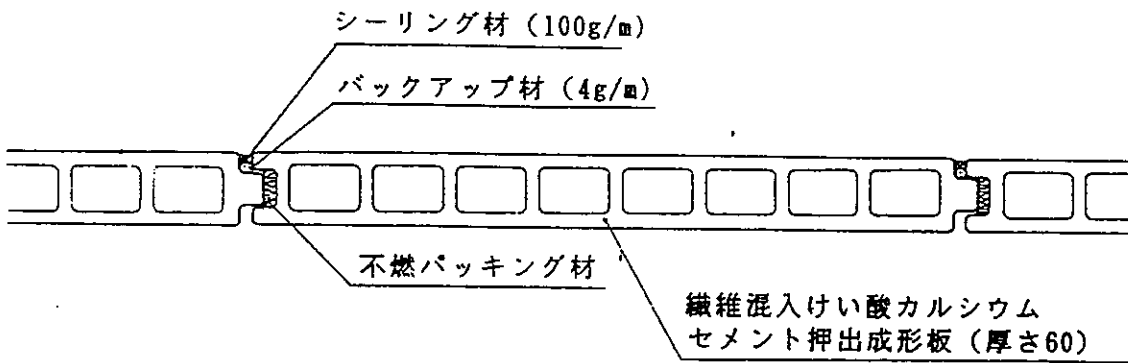 シーリング材（100g/m）
バックアップ材（4g/m）
不燃パッキング材
繊維混入けい酸カルシウム
セメント押出成形板（厚さ60）